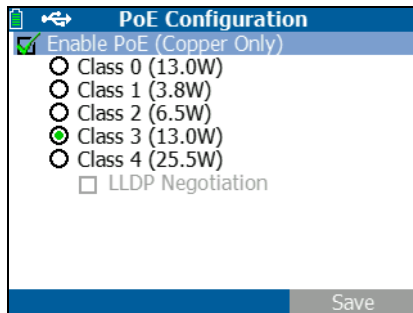 PoE Configuration
Enable PoE (Copper Only)
Class 0 (13.0W)
Class 1 (3.8W)
Class 2 (6.5W)
Class 3 (13.0W)
Class 4 (25.5W)
LLDP Negotiation
Save